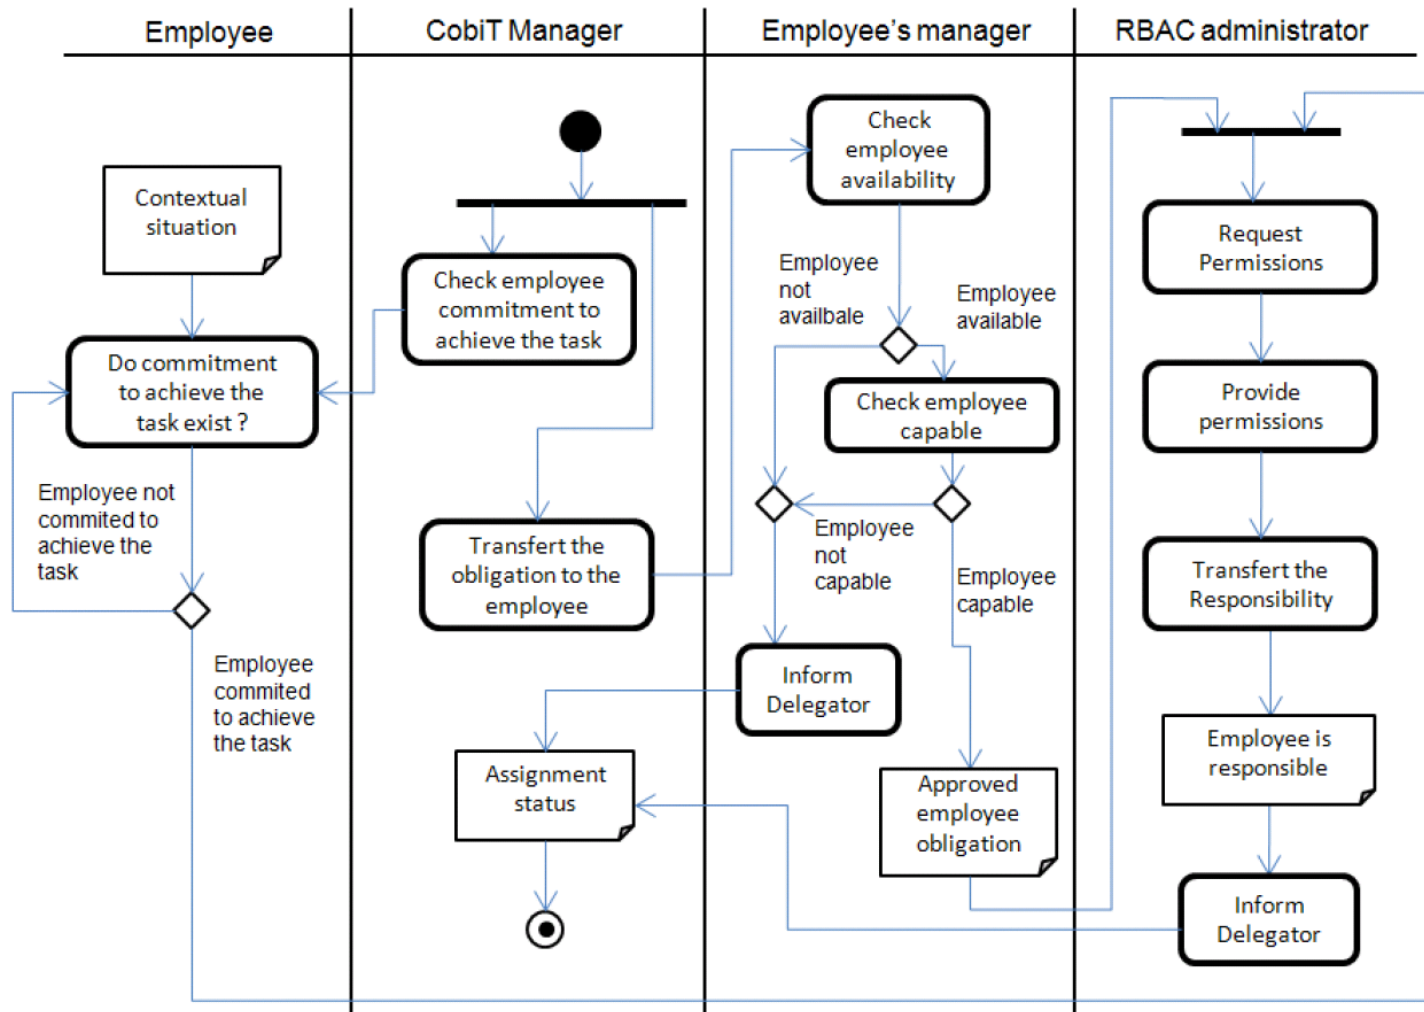 Employee
CobiT Manager
Employee's manager
RBAC administrator
Contextual
situation
Do commitment
to achieve the
task exist ?
Employee not
commited to
achieve the
task
Employee
commited
to achieve
the task
Check employee
commitment to
achieve the task
Transfert the
obligation to the
employee
Assignment
status
Check
employee
availability
Employee
not
availbale
Employee
available
Check employee
capable
Employee
not
capable
Employee
capable
Inform
Delegator
Approved
employee
obligation
Request
Permissions
Provide
permissions
Transfert the
Responsibility
Employee is
responsible
Inform
Delegator